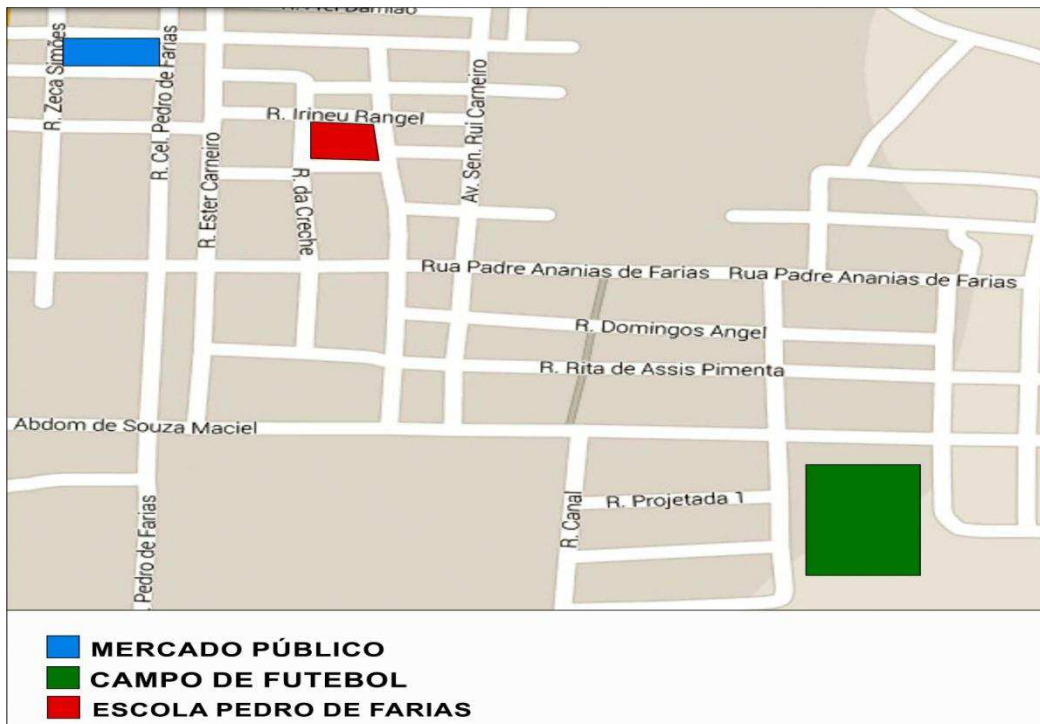 R. Zeca Simões
R. Cel. Pedro de Farias
R. Ester Carneiro
R. Irineu Rangel
R. da Creche
Av. Sen. Rui Carneiro
Rua Padre Ananias de Farias
Rua Padre Ananias de Farias
R. Domingos Angel
R. Rita de Assis Pimenta
Abdom de Souza Maciel
Pedro de Farias
R. Canal
R. Projetada 1
MERCADO PÚBLICO
CAMPO DE FUTEBOL
ESCOLA PEDRO DE FARIAS